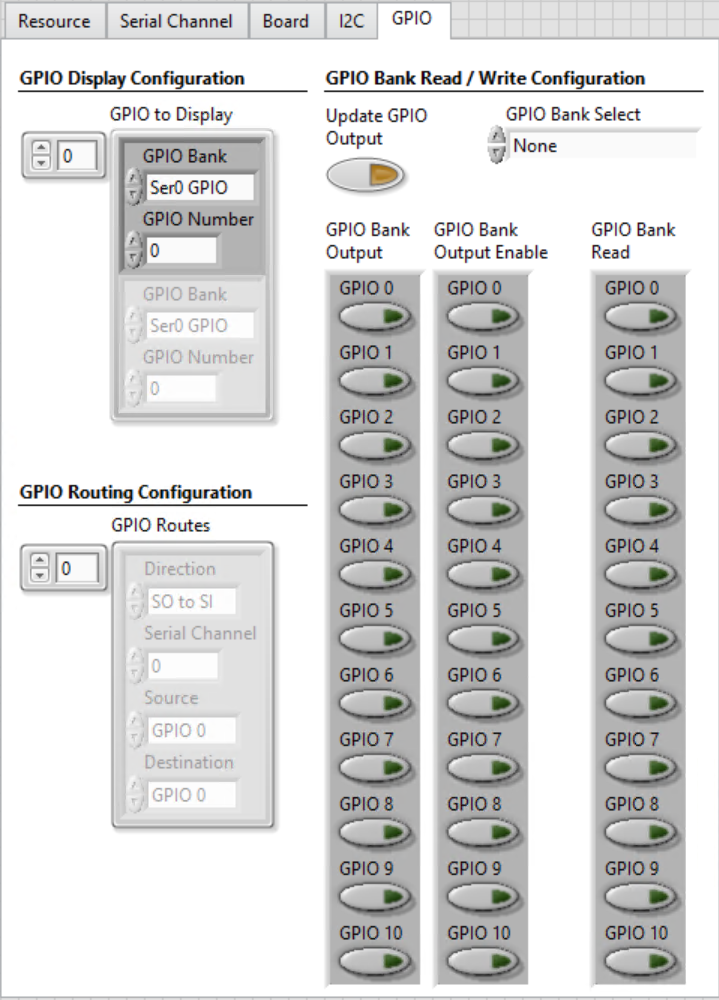 Resource Serial Channel Board I2C GPIO
GPIO Display Configuration
GPIO to Display
0
GPIO Bank
Ser0 GPIO
GPIO Number
0
GPIO Bank
Ser0 GPIO
GPIO Number
0
GPIO Routing Configuration
GPIO Routes
0
Direction
SO to SI
Serial Channel
0
Source
GPIO 0
Destination
GPIO 0
GPIO Bank Read / Write Configuration
Update GPIO
Output
GPIO Bank Select
None
GPIO Bank
Output
GPIO 0
GPIO 1
GPIO 2
GPIO 3
GPIO 4
GPIO 5
GPIO 6
GPIO 7
GPIO 8
GPIO 9
GPIO 10
GPIO Bank
Output Enable
GPIO 0
GPIO 1
GPIO 2
GPIO 3
GPIO 4
GPIO 5
GPIO 6
GPIO 7
GPIO 8
GPIO 9
GPIO 10
GPIO Bank
Read
GPIO 0
GPIO 1
GPIO 2
GPIO 3
GPIO 4
GPIO 5
GPIO 6
GPIO 7
GPIO 8
GPIO 9
GPIO 10